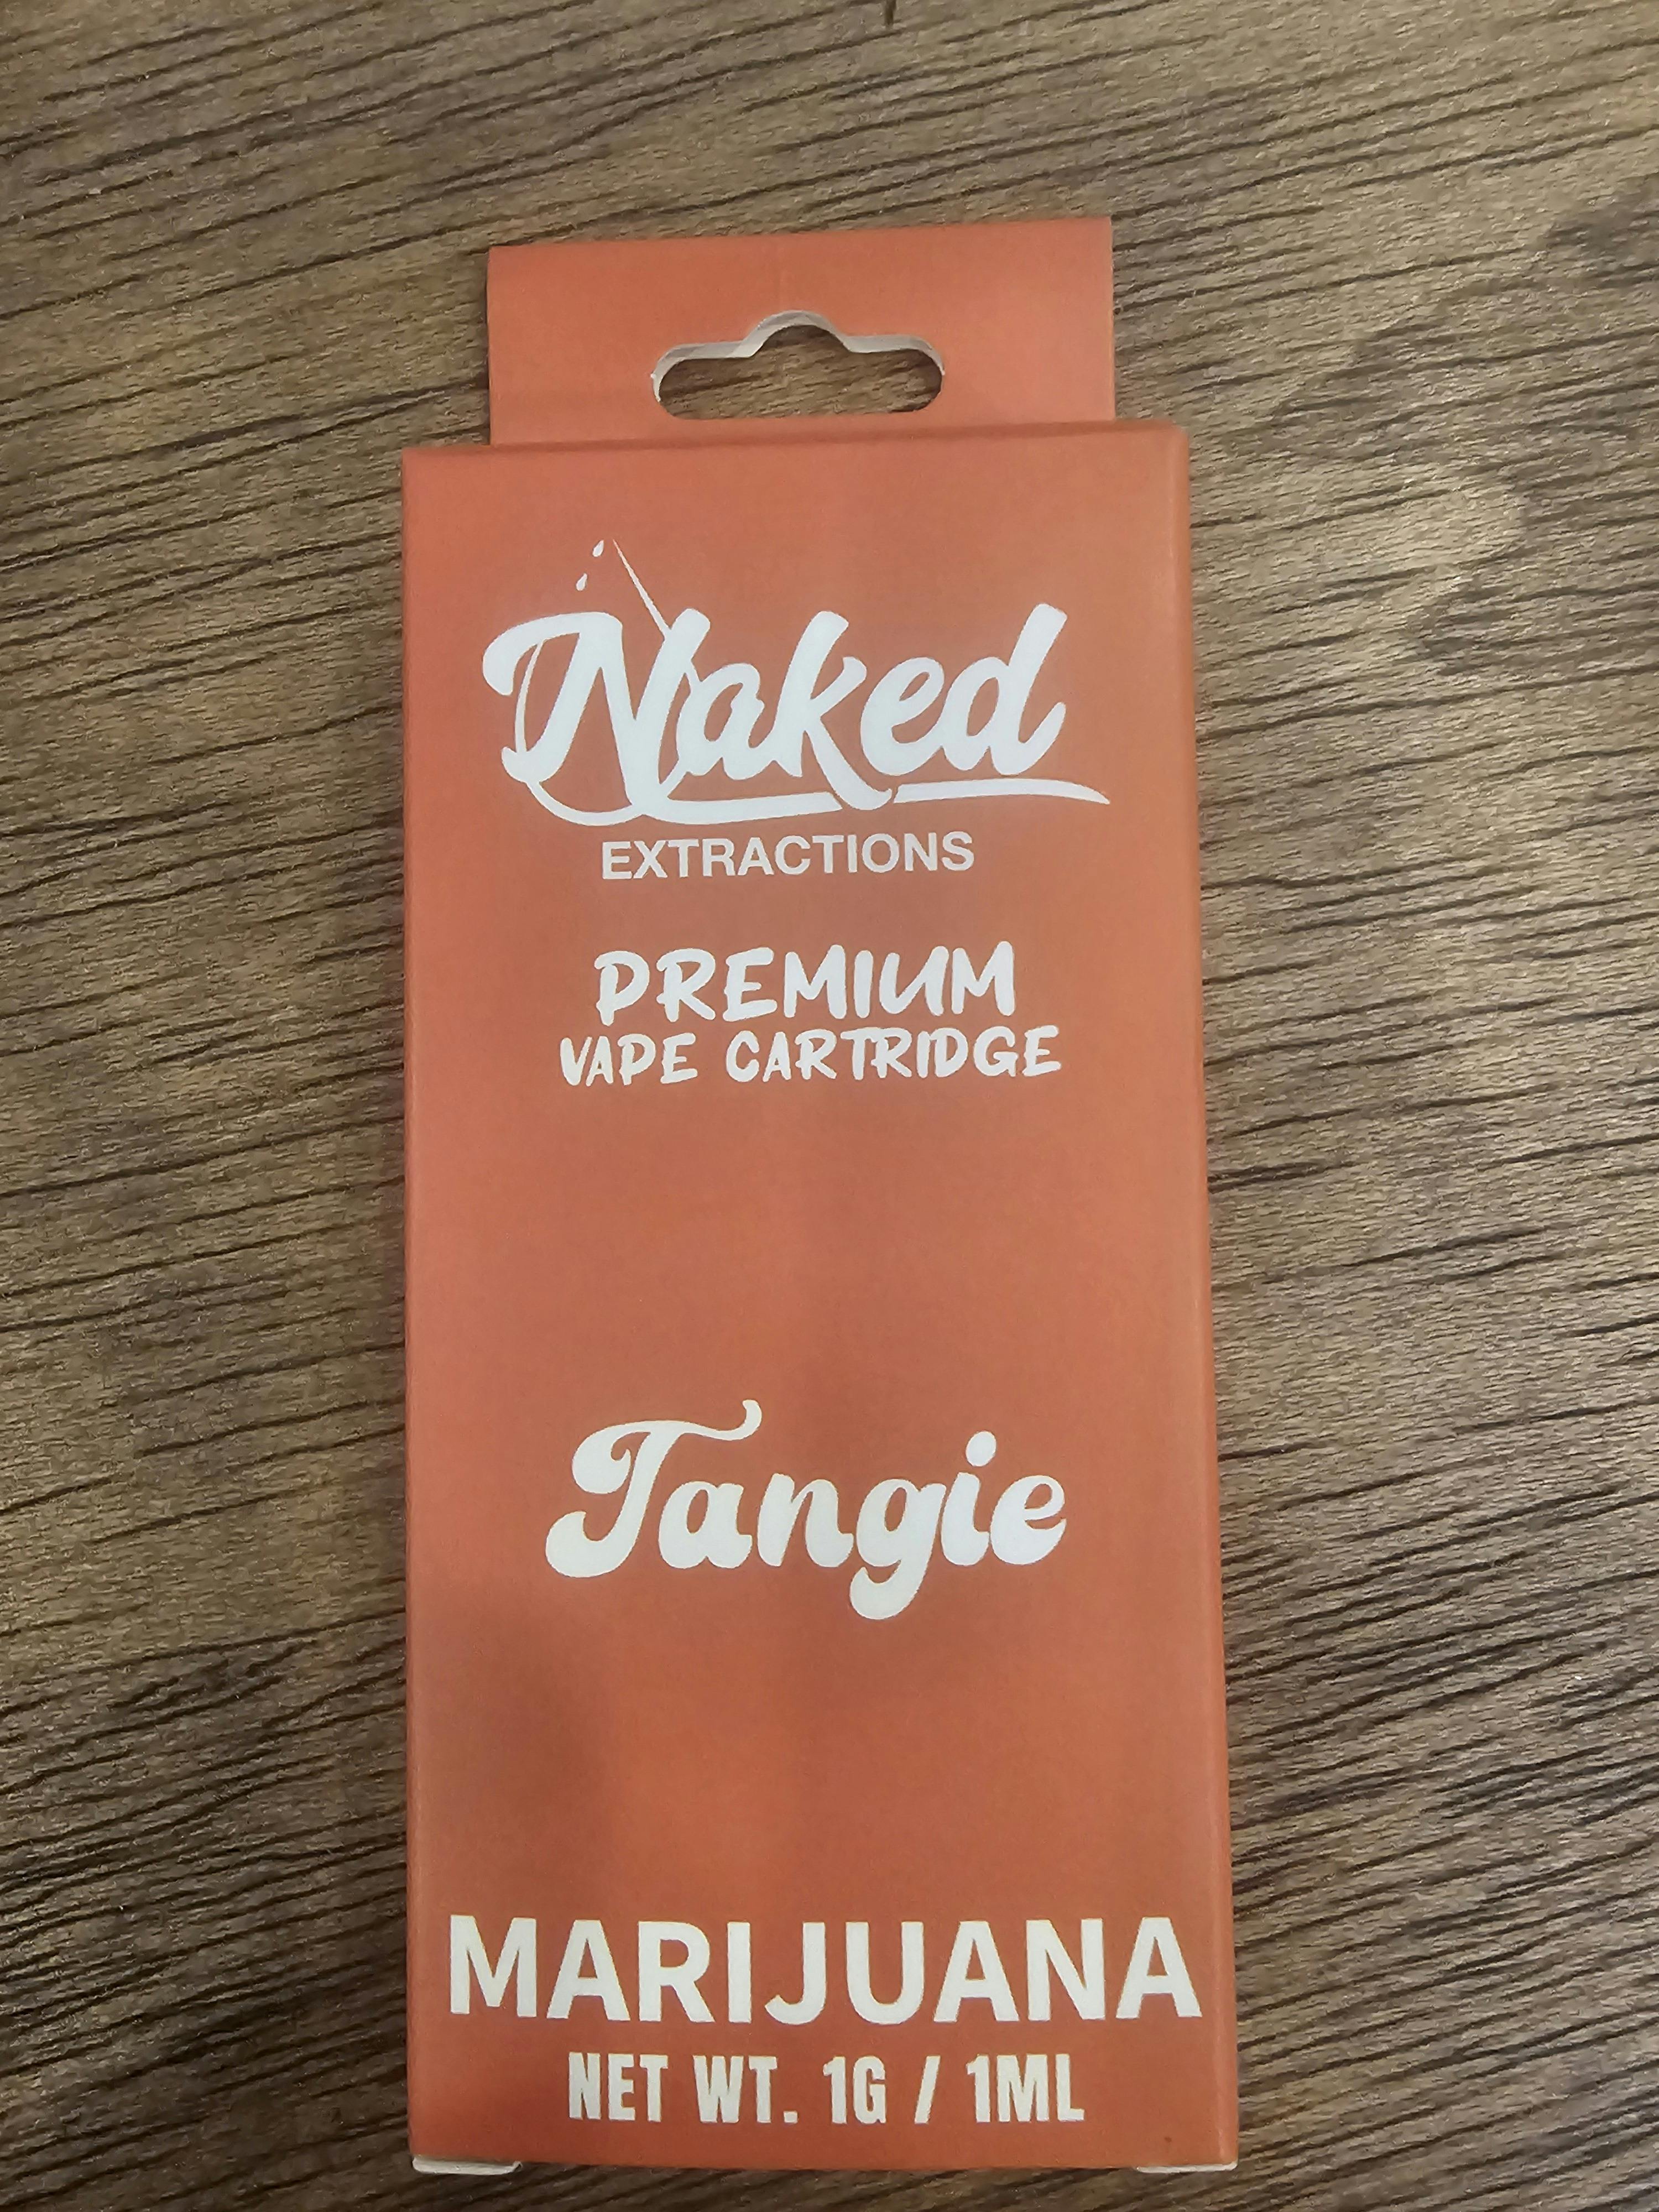 Naked
EXTRACTIONS
PREMIUM
VAPE CARTRIDGE
Tangie
MARIJUANA
NET WT. 1G / 1ML